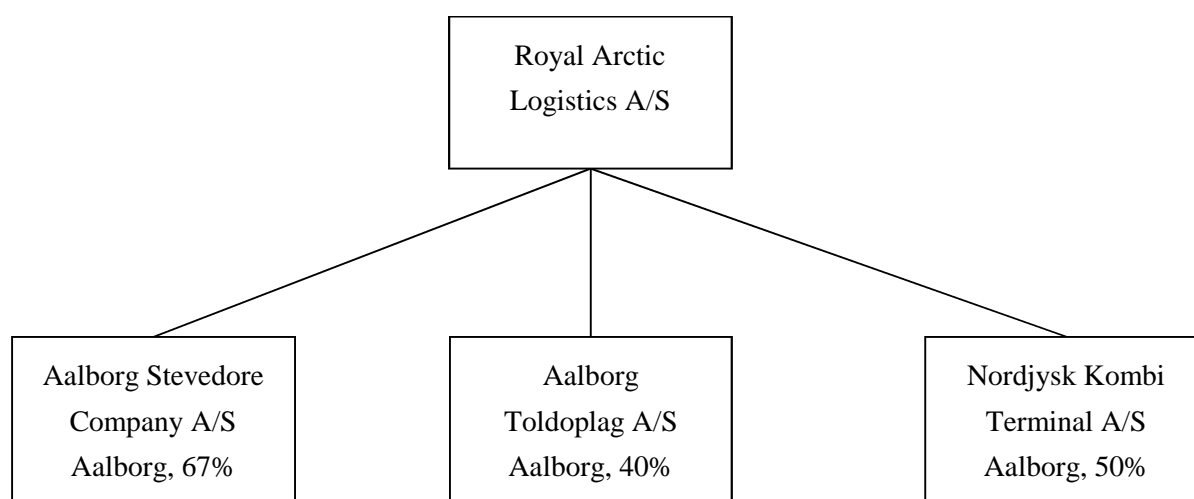 Royal Arctic
Logistics A/S
Aalborg Stevedore
Company A/S
Aalborg, 67%
Aalborg
Toldoplag A/S
Aalborg, 40%
Nordjysk Kombi
Terminal A/S
Aalborg, 50%